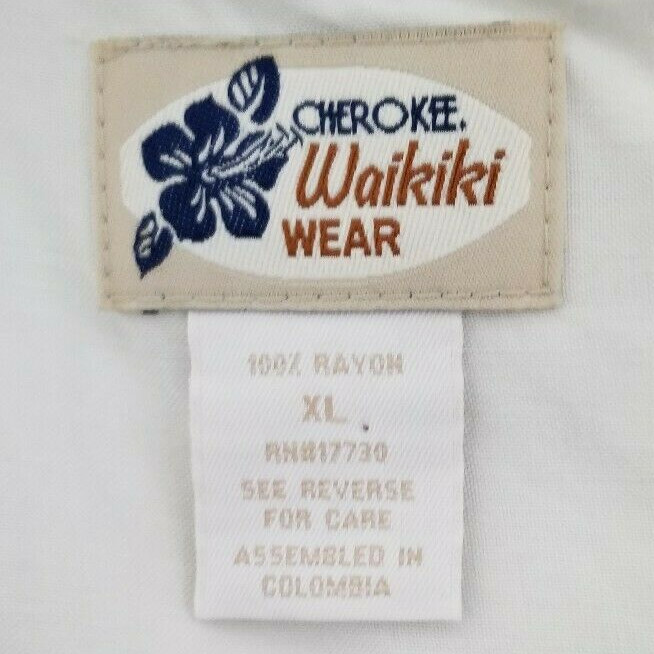 CHEROKEE.
Waikiki
WEAR
100% RAYON
XL
RN#17730
SEE REVERSE
FOR CARE
ASSEMBLED IN
COLOMBIA